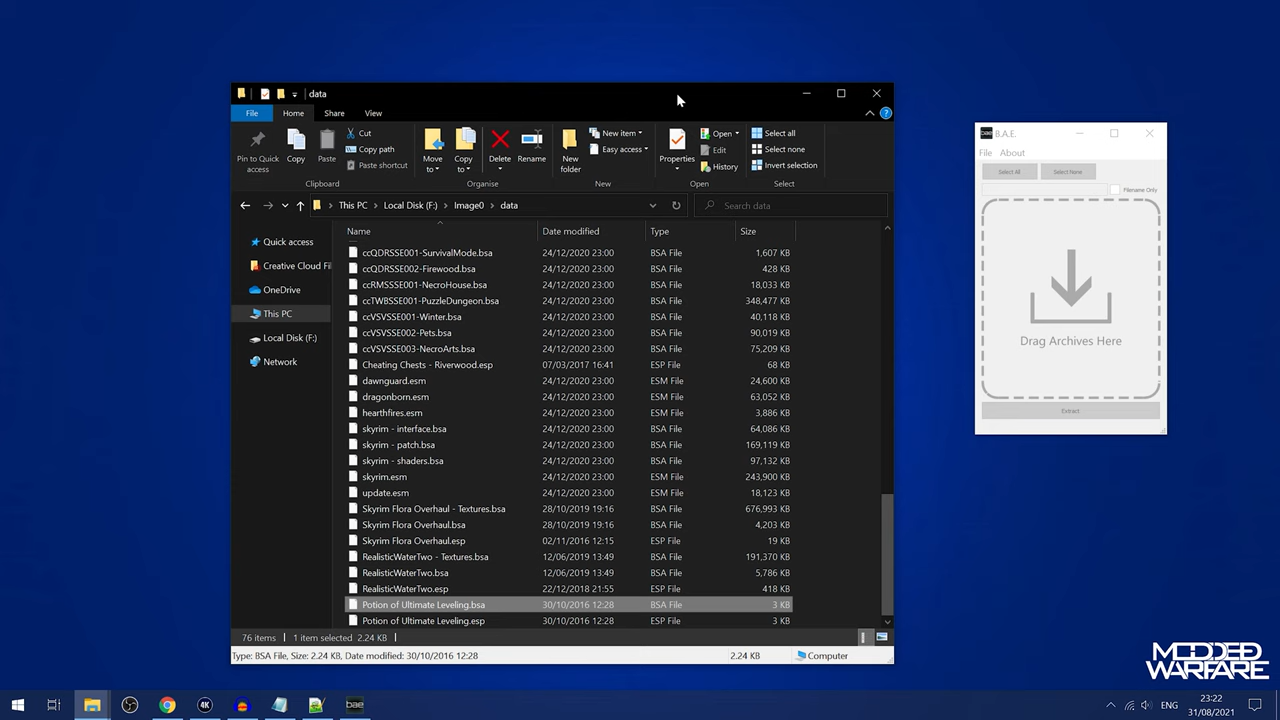 data
File Home Share View
Pin to Quick access
Copy
Paste
Cut
Copy path
Paste shortcut
Clipboard
Move to
Copy to
Delete
Rename
Organise
New folder
New item
Easy access
New
Properties
Open
Edit
History
Open
Select all
Select none
Invert selection
Select
This PC > Local Disk (F:) > Image0 > data
Search data
Name Date modified Type Size
Quick access
Creative Cloud Fil
OneDrive
This PC
Local Disk (F:)
Network
ccQDRSSE001-SurvivalMode.bsa 24/12/2020 23:00 BSA File 1,607 KB
ccQDRSSE002-Firewood.bsa 24/12/2020 23:00 BSA File 428 KB
ccRMSSSE001-NecroHouse.bsa 24/12/2020 23:00 BSA File 18,033 KB
ccTWBSSE001-PuzzleDungeon.bsa 24/12/2020 23:00 BSA File 348,477 KB
ccVSVSSE001-Winter.bsa 24/12/2020 23:00 BSA File 40,118 KB
ccVSVSSE002-Pets.bsa 24/12/2020 23:00 BSA File 90,019 KB
ccVSVSSE003-NecroArts.bsa 24/12/2020 23:00 BSA File 75,209 KB
Cheating Chests - Riverwood.esp 07/03/2017 16:41 ESP File 68 KB
dawnguard.esm 24/12/2020 23:00 ESM File 24,600 KB
dragonborn.esm 24/12/2020 23:00 ESM File 63,052 KB
hearthfires.esm 24/12/2020 23:00 ESM File 3,886 KB
skyrim - interface.bsa 24/12/2020 23:00 BSA File 64,086 KB
skyrim - patch.bsa 24/12/2020 23:00 BSA File 169,119 KB
skyrim - shaders.bsa 24/12/2020 23:00 BSA File 97,132 KB
skyrim.esm 24/12/2020 23:00 ESM File 243,900 KB
update.esm 24/12/2020 23:00 ESM File 18,123 KB
Skyrim Flora Overhaul - Textures.bsa 28/10/2019 19:16 BSA File 676,993 KB
Skyrim Flora Overhaul.bsa 28/10/2019 19:16 BSA File 4,203 KB
Skyrim Flora Overhaul.esp 02/11/2016 12:15 ESP File 19 KB
RealisticWaterTwo - Textures.bsa 12/06/2019 13:49 BSA File 191,370 KB
RealisticWaterTwo.bsa 12/06/2019 13:49 BSA File 5,786 KB
RealisticWaterTwo.esp 22/12/2018 21:55 ESP File 418 KB
Potion of Ultimate Leveling.bsa 30/10/2016 12:28 BSA File 3 KB
Potion of Ultimate Leveling.esp 30/10/2016 12:28 ESP File 3 KB
76 items 1 item selected 2.24 KB
Type: BSA File, Size: 2.24 KB, Date modified: 30/10/2016 12:28 2.24 KB Computer
bae B.A.E.
File About
Select All Select None
Filename Only
Drag Archives Here
Extract
MODDED
WARFARE
4K
bae
ENG
23:22
31/08/2021